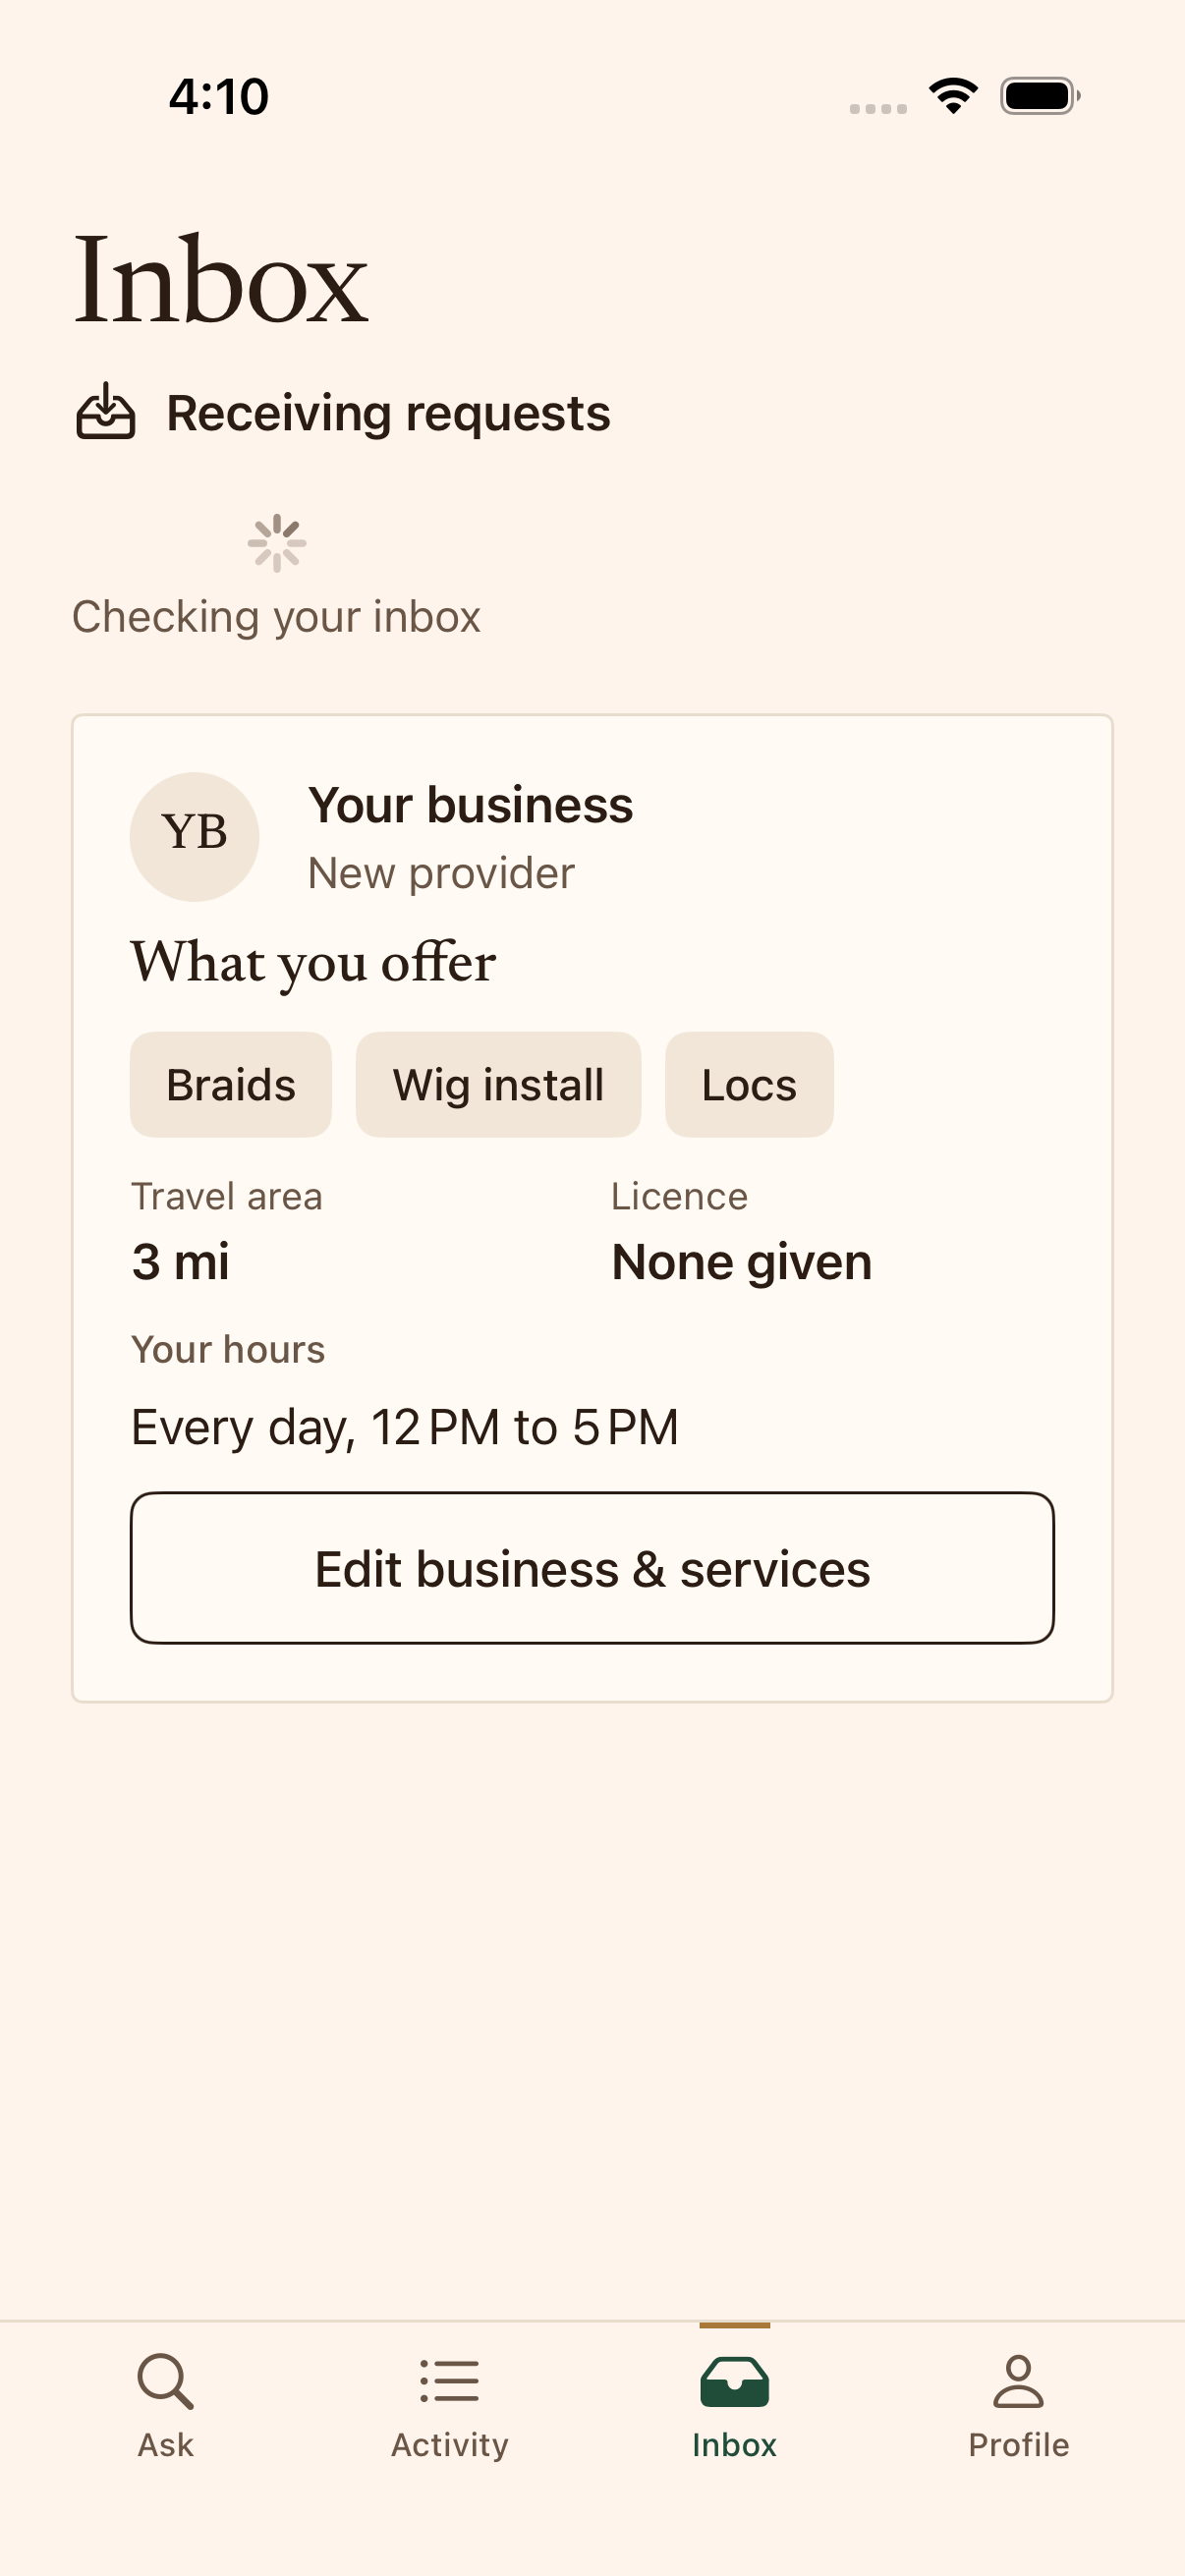 4:10
Inbox
Receiving requests
Checking your inbox
YB
Your business
New provider
What you offer
Braids Wig install Locs
Travel area Licence
3 mi None given
Your hours
Every day, 12 PM to 5 PM
Edit business & services
Ask Activity Inbox Profile